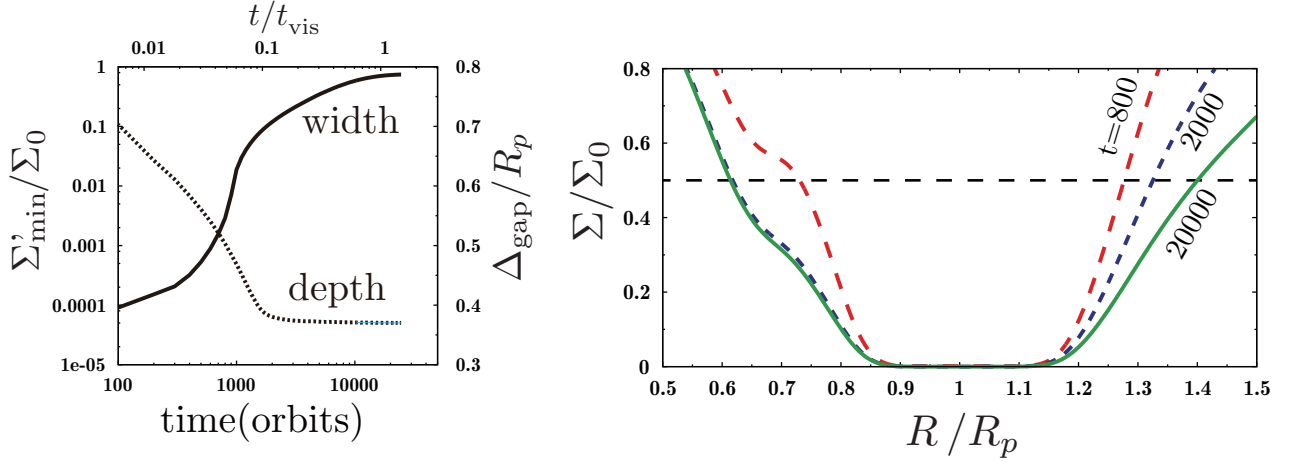 t/t_vis
0.01 0.1 1
1 0.1 0.01 0.001 0.0001 1e-05
Σ'_min/Σ_0
width
depth
0.8 0.7 0.6 0.5 0.4 0.3
Δ_gap/R_p
100 1000 10000
time(orbits)
0.8 0.6 0.4 0.2 0
Σ/Σ_0
t=800
2000
20000
0.5 0.6 0.7 0.8 0.9 1 1.1 1.2 1.3 1.4 1.5
R/R_p